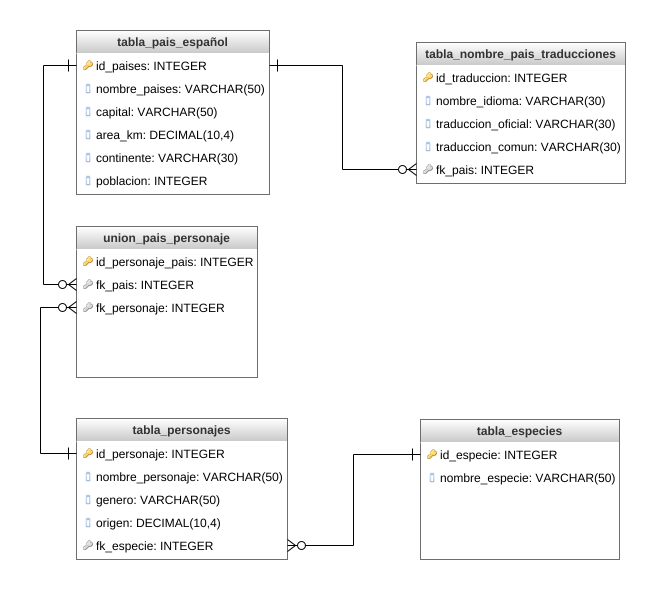 tabla_pais_español
id_paises: INTEGER
nombre_paises: VARCHAR(50)
capital: VARCHAR(50)
area_km: DECIMAL(10,4)
continente: VARCHAR(30)
poblacion: INTEGER
tabla_nombre_pais_traducciones
id_traduccion: INTEGER
nombre_idioma: VARCHAR(30)
traduccion_oficial: VARCHAR(30)
traduccion_comun: VARCHAR(30)
fk_pais: INTEGER
union_pais_personaje
id_personaje_pais: INTEGER
fk_pais: INTEGER
fk_personaje: INTEGER
tabla_personajes
id_personaje: INTEGER
nombre_personaje: VARCHAR(50)
genero: VARCHAR(50)
origen: DECIMAL(10,4)
fk_especie: INTEGER
tabla_especies
id_especie: INTEGER
nombre_especie: VARCHAR(50)